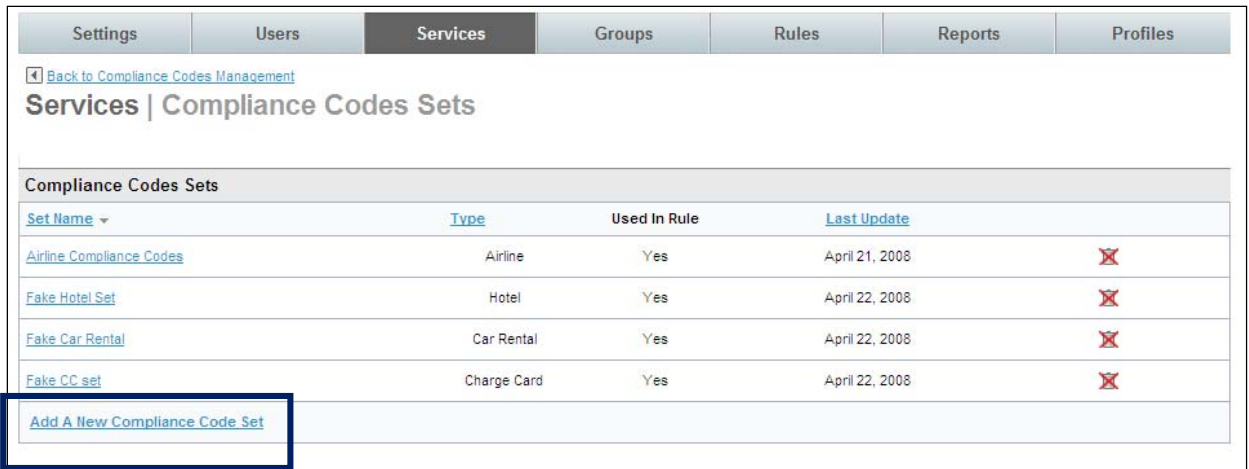 Settings Users Services Groups Rules Reports Profiles
Back to Compliance Codes Management
Services | Compliance Codes Sets
Compliance Codes Sets
Set Name Type Used In Rule Last Update
Airline Compliance Codes Airline Yes April 21, 2008
Fake Hotel Set Hotel Yes April 22, 2008
Fake Car Rental Car Rental Yes April 22, 2008
Fake CC set Charge Card Yes April 22, 2008
Add A New Compliance Code Set